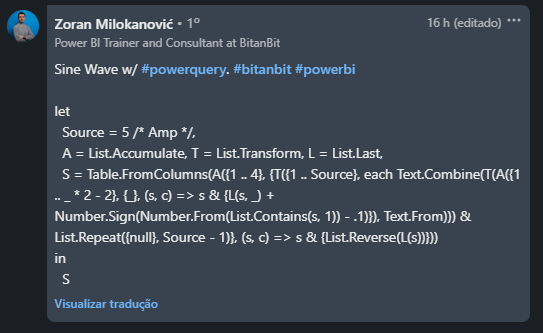 Zoran Milokanović • 1º 16 h (editado) •••
Power BI Trainer and Consultant at BitanBit
Sine Wave w/ #powerquery. #bitanbit #powerbi
let
Source = 5 /* Amp */,
A = List.Accumulate, T = List.Transform, L = List.Last,
S = Table.FromColumns(A({1 .. 4}, {T({1 .. Source}, each Text.Combine(T(A({1
.. _ * 2 - 2}, {_}, (s, c) => s & {L(s, _) +
Number.Sign(Number.From(List.Contains(s, 1)) - .1)}), Text.From))) &
List.Repeat({null}, Source - 1)}, (s, c) => s & {List.Reverse(L(s))}))
in
S
Visualizar tradução